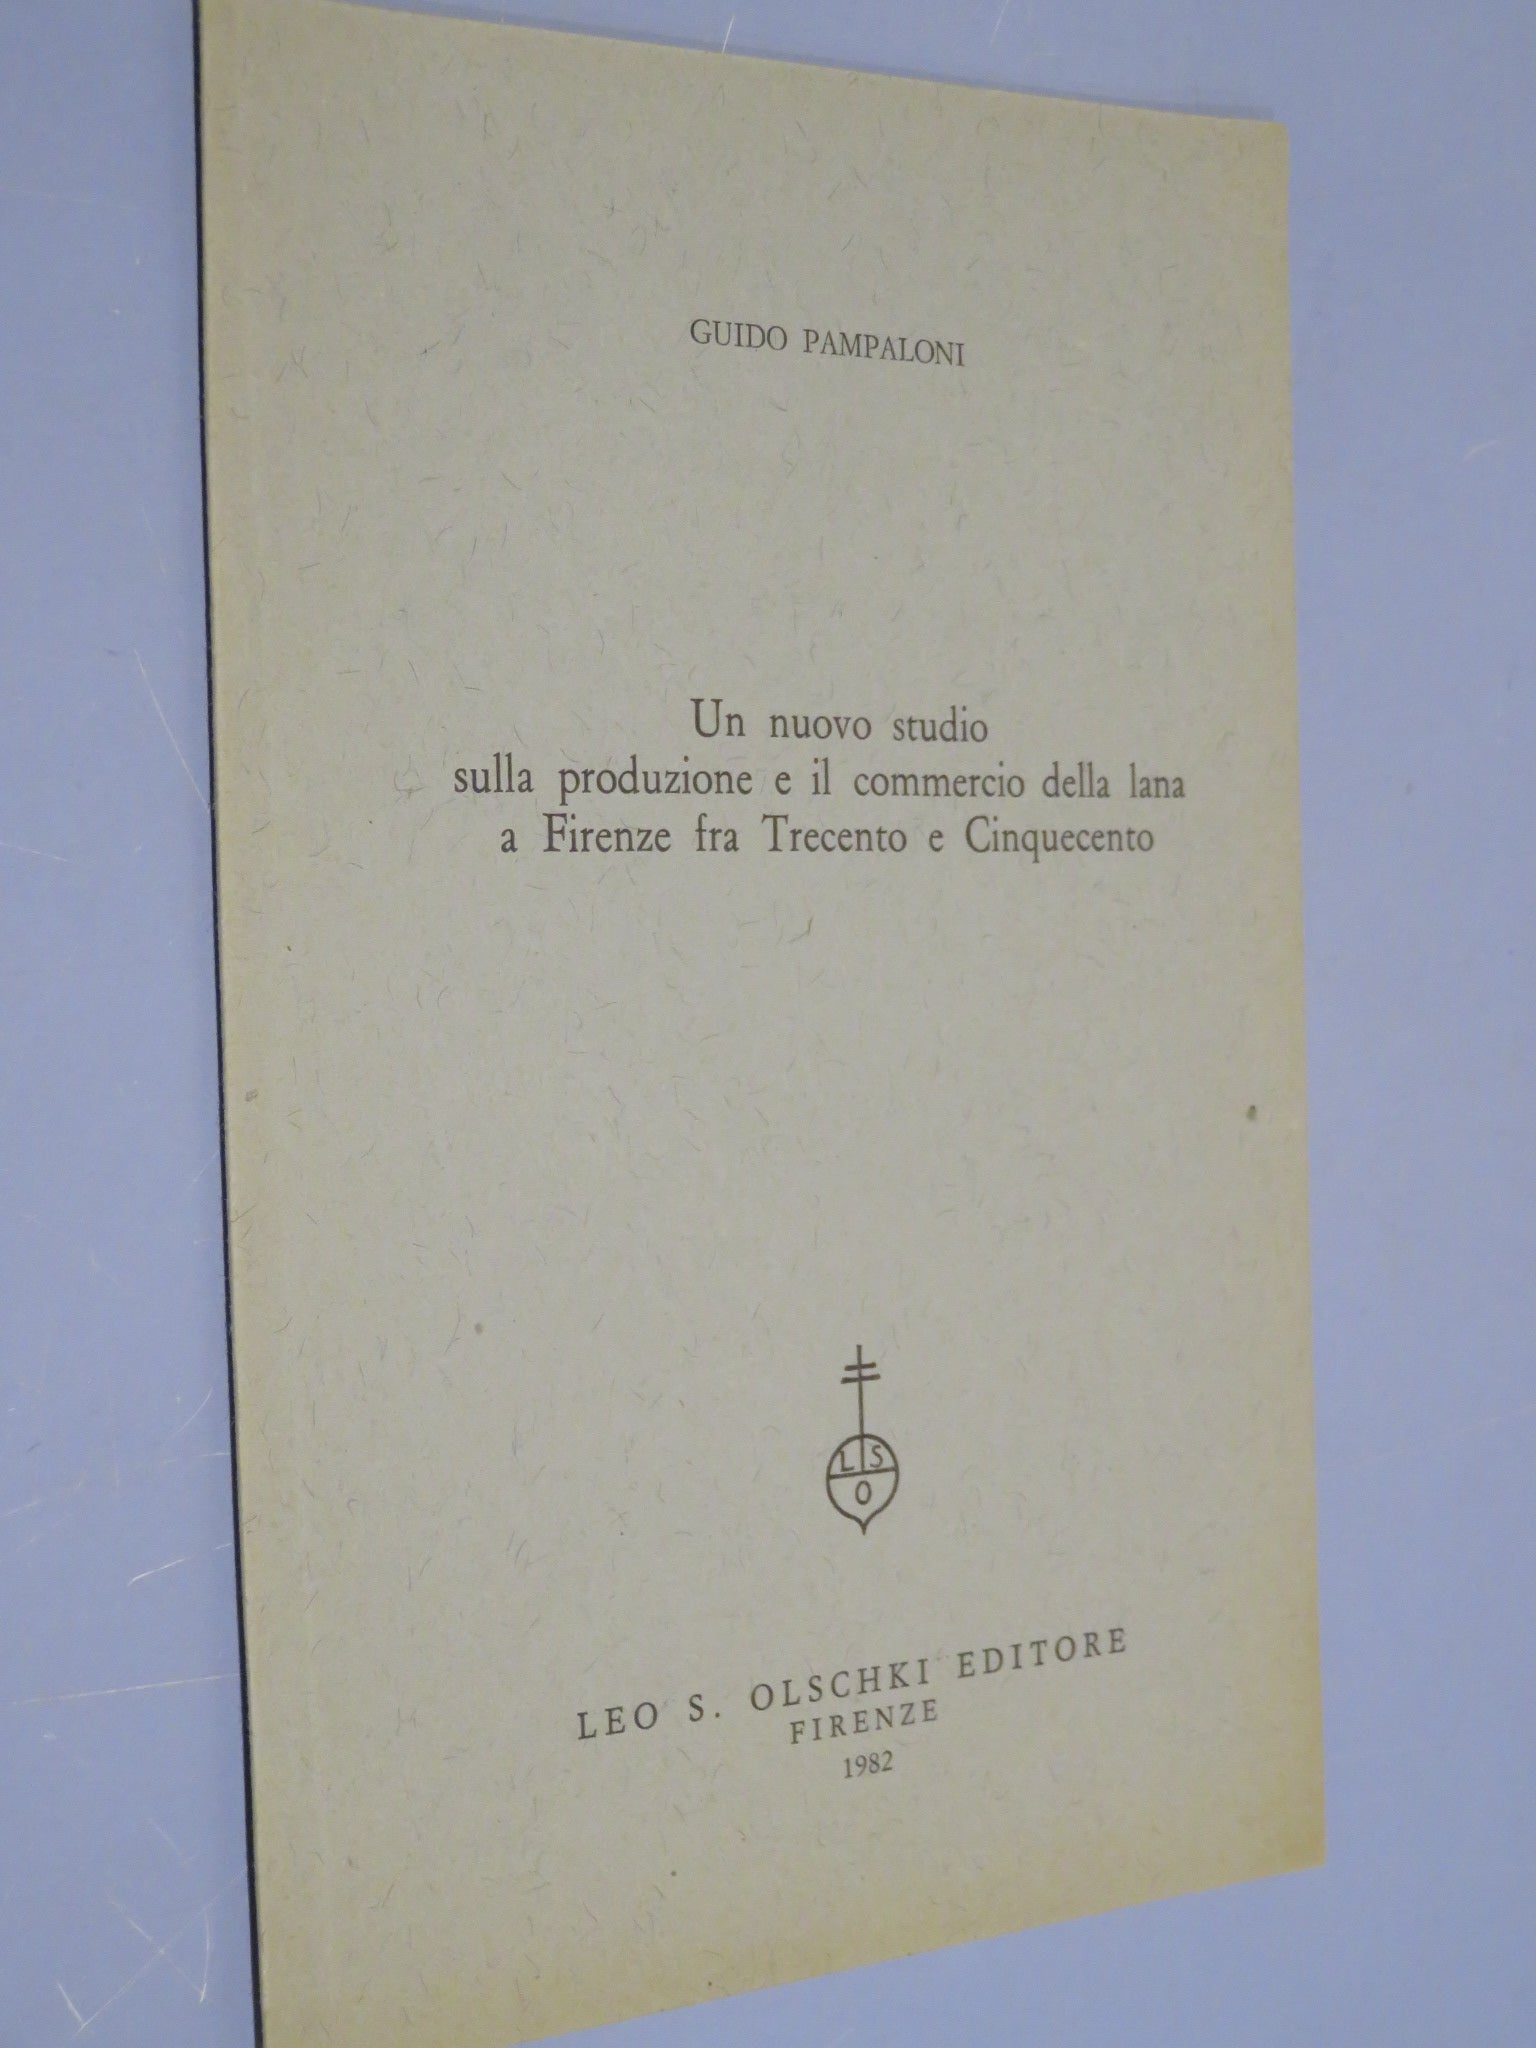 GUIDO PAMPALONI
Un nuovo studio
sulla produzione e il commercio della lana
a Firenze fra Trecento e Cinquecento
L S
O
LEO S. OLSCHKI EDITORE
FIRENZE
1982